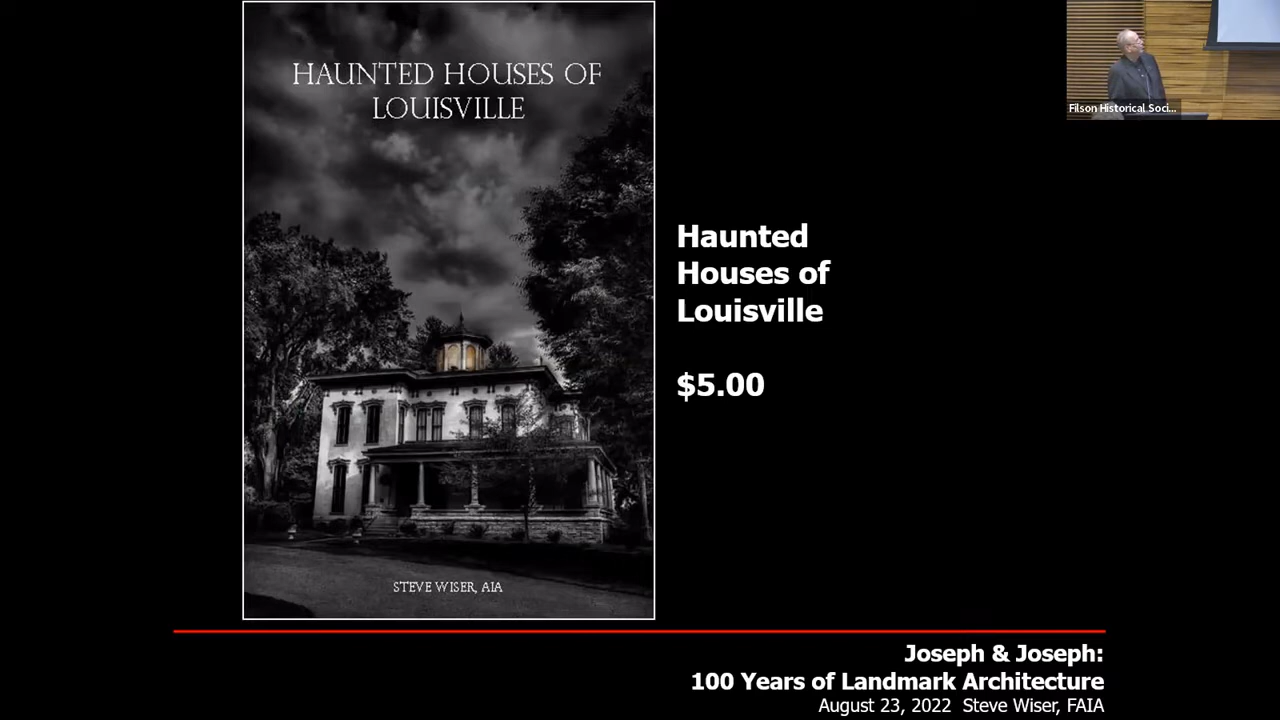 HAUNTED HOUSES OF
LOUISVILLE
STEVE WISER, AIA
Haunted
Houses of
Louisville
$5.00
Filson Historical Soci...
Joseph & Joseph:
100 Years of Landmark Architecture
August 23, 2022 Steve Wiser, FAIA